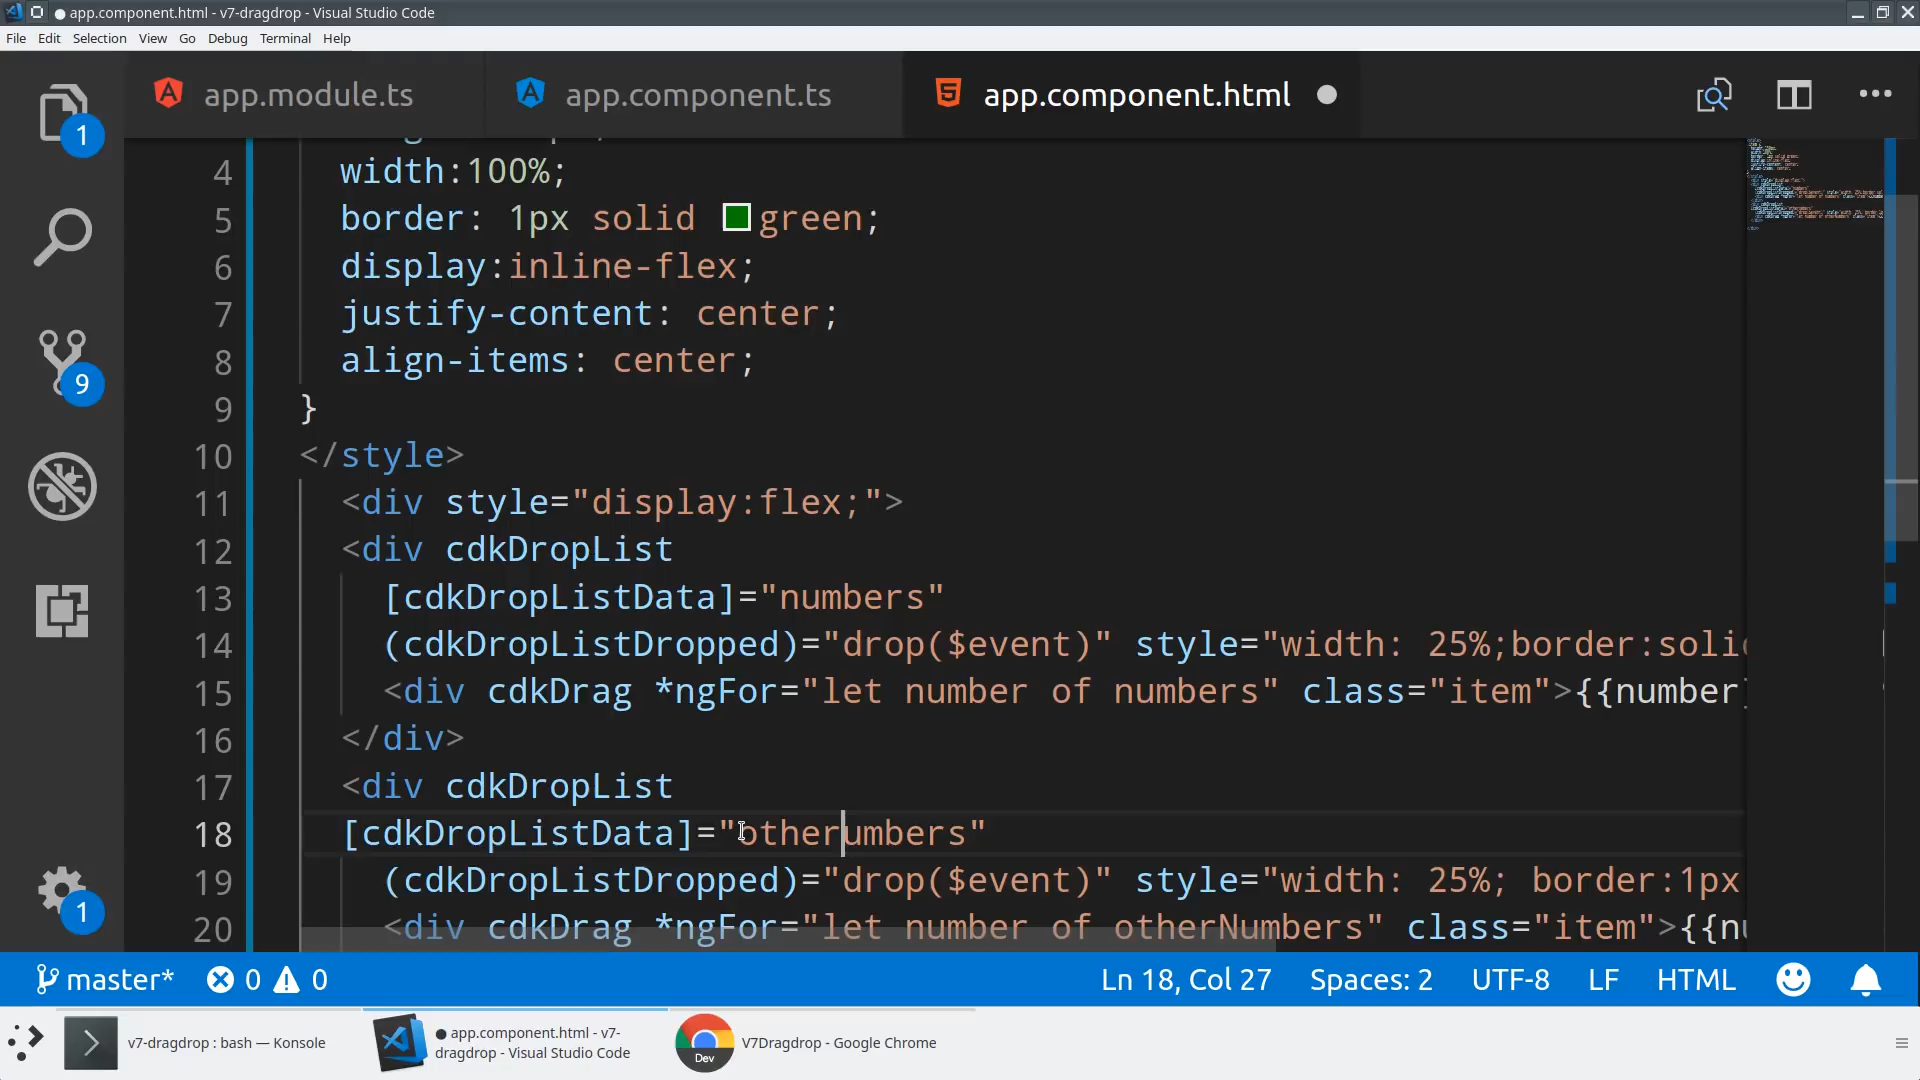 app.component.html - v7-dragdrop - Visual Studio Code
File Edit Selection View Go Debug Terminal Help
app.module.ts app.component.ts app.component.html
4 width:100%;
5 border: 1px solid green;
6 display:inline-flex;
7 justify-content: center;
8 align-items: center;
9 }
10 </style>
11 <div style="display:flex;">
12 <div cdkDropList
13 [cdkDropListData]="numbers"
14 (cdkDropListDropped)="drop($event)" style="width: 25%;border:solid
15 <div cdkDrag *ngFor="let number of numbers" class="item">{{number}
16 </div>
17 <div cdkDropList
18 [cdkDropListData]="otherumbers"
19 (cdkDropListDropped)="drop($event)" style="width: 25%; border:1px
20 <div cdkDrag *ngFor="let number of otherNumbers" class="item">{{nu
1
9
1
master* 0 0 Ln 18, Col 27 Spaces: 2 UTF-8 LF HTML
v7-dragdrop : bash — Konsole
app.component.html - v7-
dragdrop - Visual Studio Code
Dev
V7Dragdrop - Google Chrome